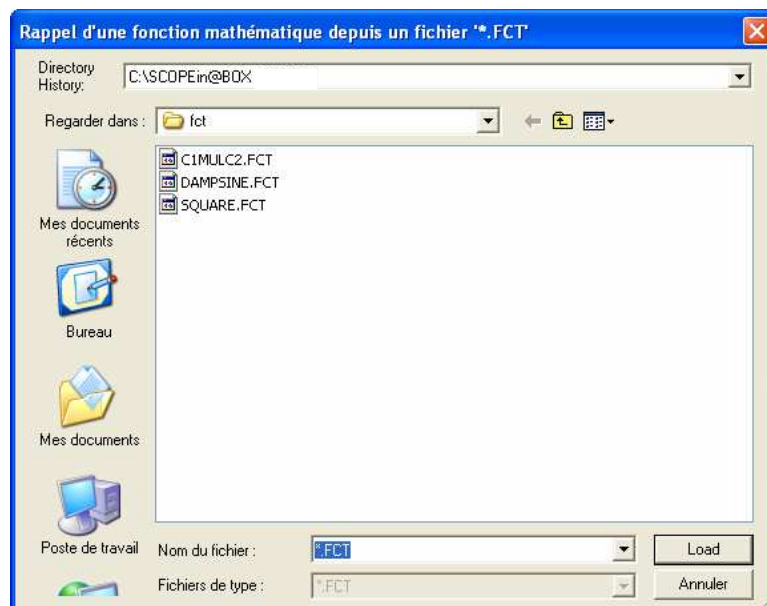 Rappel d'une fonction mathématique depuis un fichier '*.FCT'
Directory
History:
C:\SCOPEin@BOX
Regarder dans :
fct
C1MULC2.FCT
DAMPSINE.FCT
SQUARE.FCT
Mes documents
récents
Bureau
Mes documents
Poste de travail
Nom du fichier :
*.FCT
Load
Fichiers de type :
*.FCT
Annuler